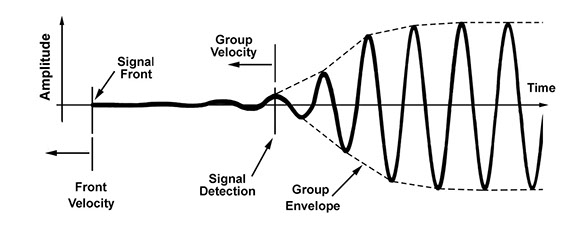 Amplitude
Signal
Front
Group
Velocity
Time
Front
Velocity
Signal
Detection
Group
Envelope